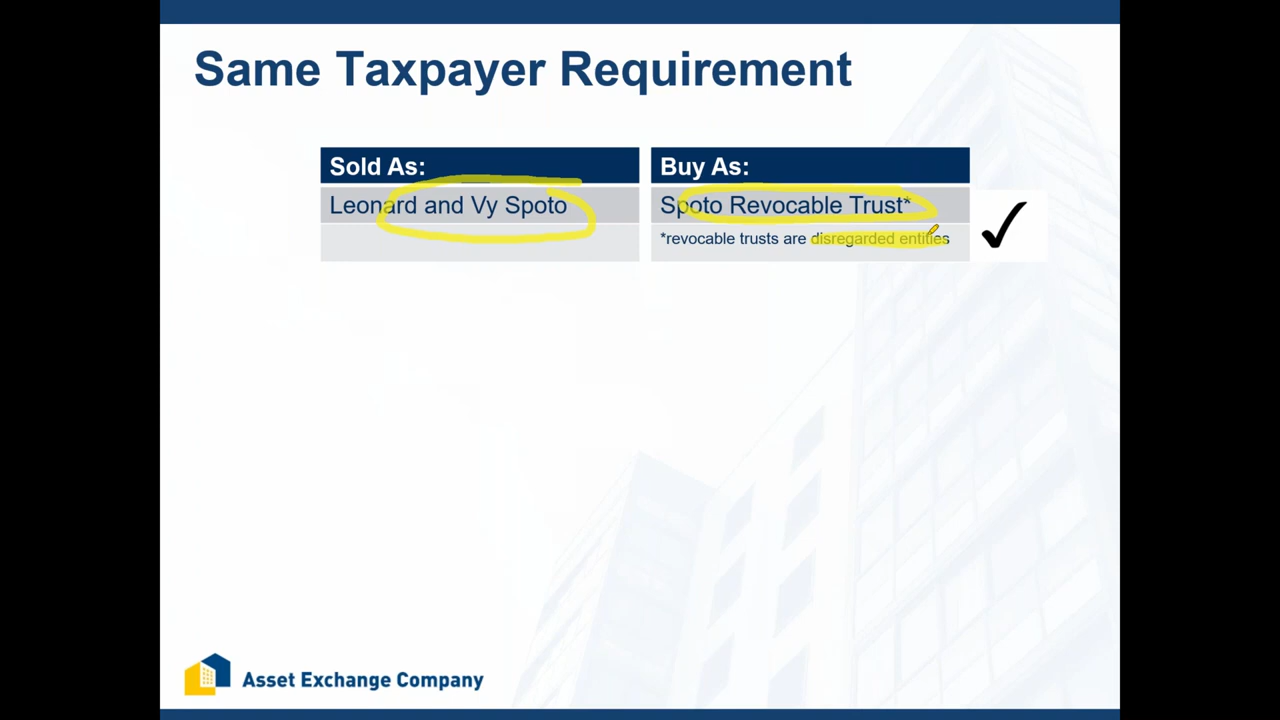 Same Taxpayer Requirement
Sold As:
Buy As:
Leonard and Vy Spoto
Spoto Revocable Trust*
*revocable trusts are disregarded entities
Asset Exchange Company